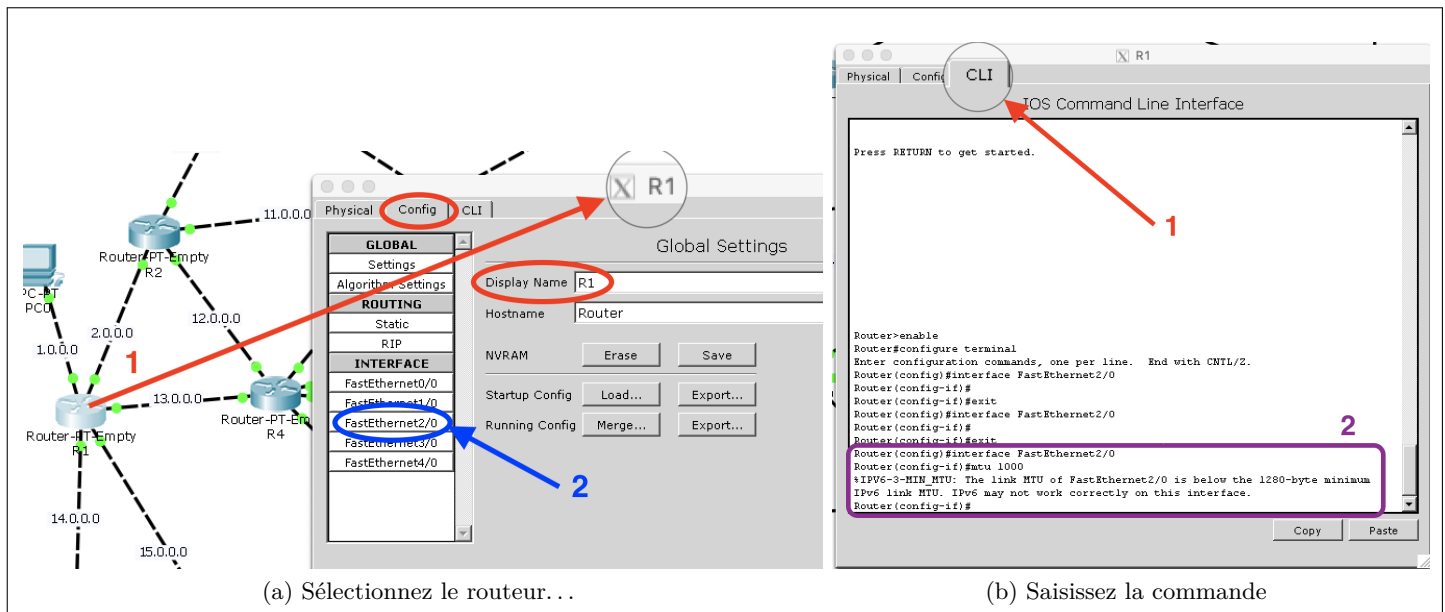 11.0.0.0
Router-PT-Empty
R2
PC-PT
PC0
2.0.0.0
12.0.0.0
1.0.0.0
1
13.0.0.0
Router-PT-Empty
R1
Router-PT-Em
R4
14.0.0.0
15.0.0.0
X R1
Physical
Config
CLI
GLOBAL
Settings
Algorithm Settings
ROUTING
Static
RIP
INTERFACE
FastEthernet0/0
FastEthernet1/0
FastEthernet2/0
FastEthernet3/0
FastEthernet4/0
Global Settings
Display Name R1
Hostname Router
NVRAM Erase Save
Startup Config Load... Export...
Running Config Merge... Export...
2
(a) Sélectionnez le routeur...
X R1
Physical
Config
CLI
IOS Command Line Interface
1
Press RETURN to get started.
Router>enable
Router#configure terminal
Enter configuration commands, one per line. End with CNTL/Z.
Router(config)#interface FastEthernet2/0
Router(config-if)#
Router(config-if)#exit
Router(config)#interface FastEthernet2/0
Router(config-if)#
Router(config-if)#exit
2
Router(config)#interface FastEthernet2/0
Router(config-if)#mtu 1000
%IPV6-3-MIN_MTU: The link MTU of FastEthernet2/0 is below the 1280-byte minimum
IPv6 link MTU. IPv6 may not work correctly on this interface.
Router(config-if)#
Copy
Paste
(b) Saisissez la commande